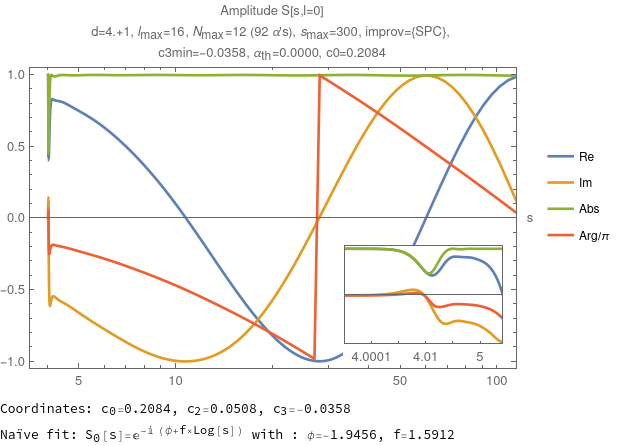 Amplitude S[s,l=0]
d=4.+1, lmax=16, Nmax=12 (92 α's), smax=300, improv={SPC},
c3min=-0.0358, αth=0.0000, c0=0.2084
1.0
0.5
0.0
-0.5
-1.0
5
10
50
100
s
4.0001
4.01
5
Re
Im
Abs
Arg/π
Coordinates: c0=0.2084, c2=0.0508, c3=-0.0358
Naïve fit: S0[s]=e^-i (ϕ+f×Log[s]) with : ϕ=-1.9456, f=1.5912